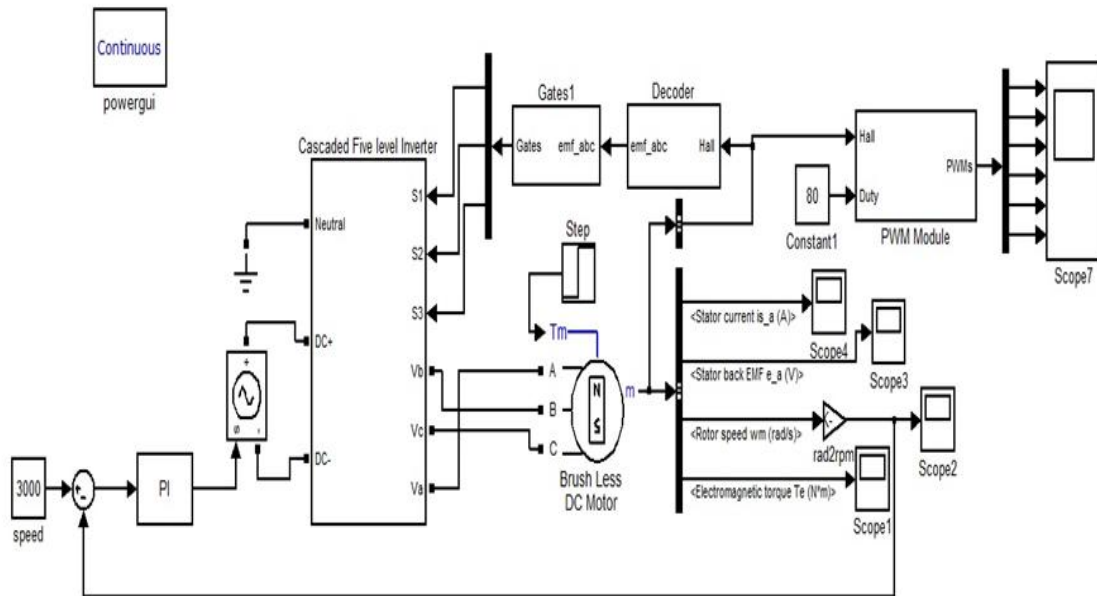 Continuous
powergui
Cascaded Five level Inverter
Neutral
DC+
DC-
S1
S2
S3
Vb
Vc
Va
Gates1
Gates
emf_abc
Decoder
emf_abc
Hall
Hall
PWMs
Duty
PWM Module
80
Constant1
Scope7
Step
Tm
A
B
C
m
N
S
Brush Less
DC Motor
<Stator current is_a (A)>
Scope4
<Stator back EMF e_a (V)>
Scope3
<Rotor speed wm (rad/s)>
rad2rpm
Scope2
<Electromagnetic torque Te (N*m)>
Scope1
3000
speed
PI